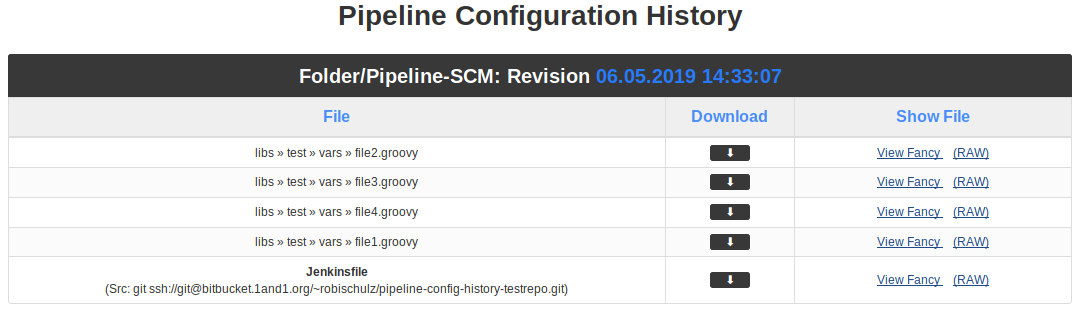 Pipeline Configuration History
Folder/Pipeline-SCM: Revision 06.05.2019 14:33:07
File Download Show File
libs » test » vars » file2.groovy ⬇ View Fancy (RAW)
libs » test » vars » file3.groovy ⬇ View Fancy (RAW)
libs » test » vars » file4.groovy ⬇ View Fancy (RAW)
libs » test » vars » file1.groovy ⬇ View Fancy (RAW)
Jenkinsfile
(Src: git ssh://git@bitbucket.1and1.org/~robischulz/pipeline-config-history-testrepo.git) ⬇ View Fancy (RAW)